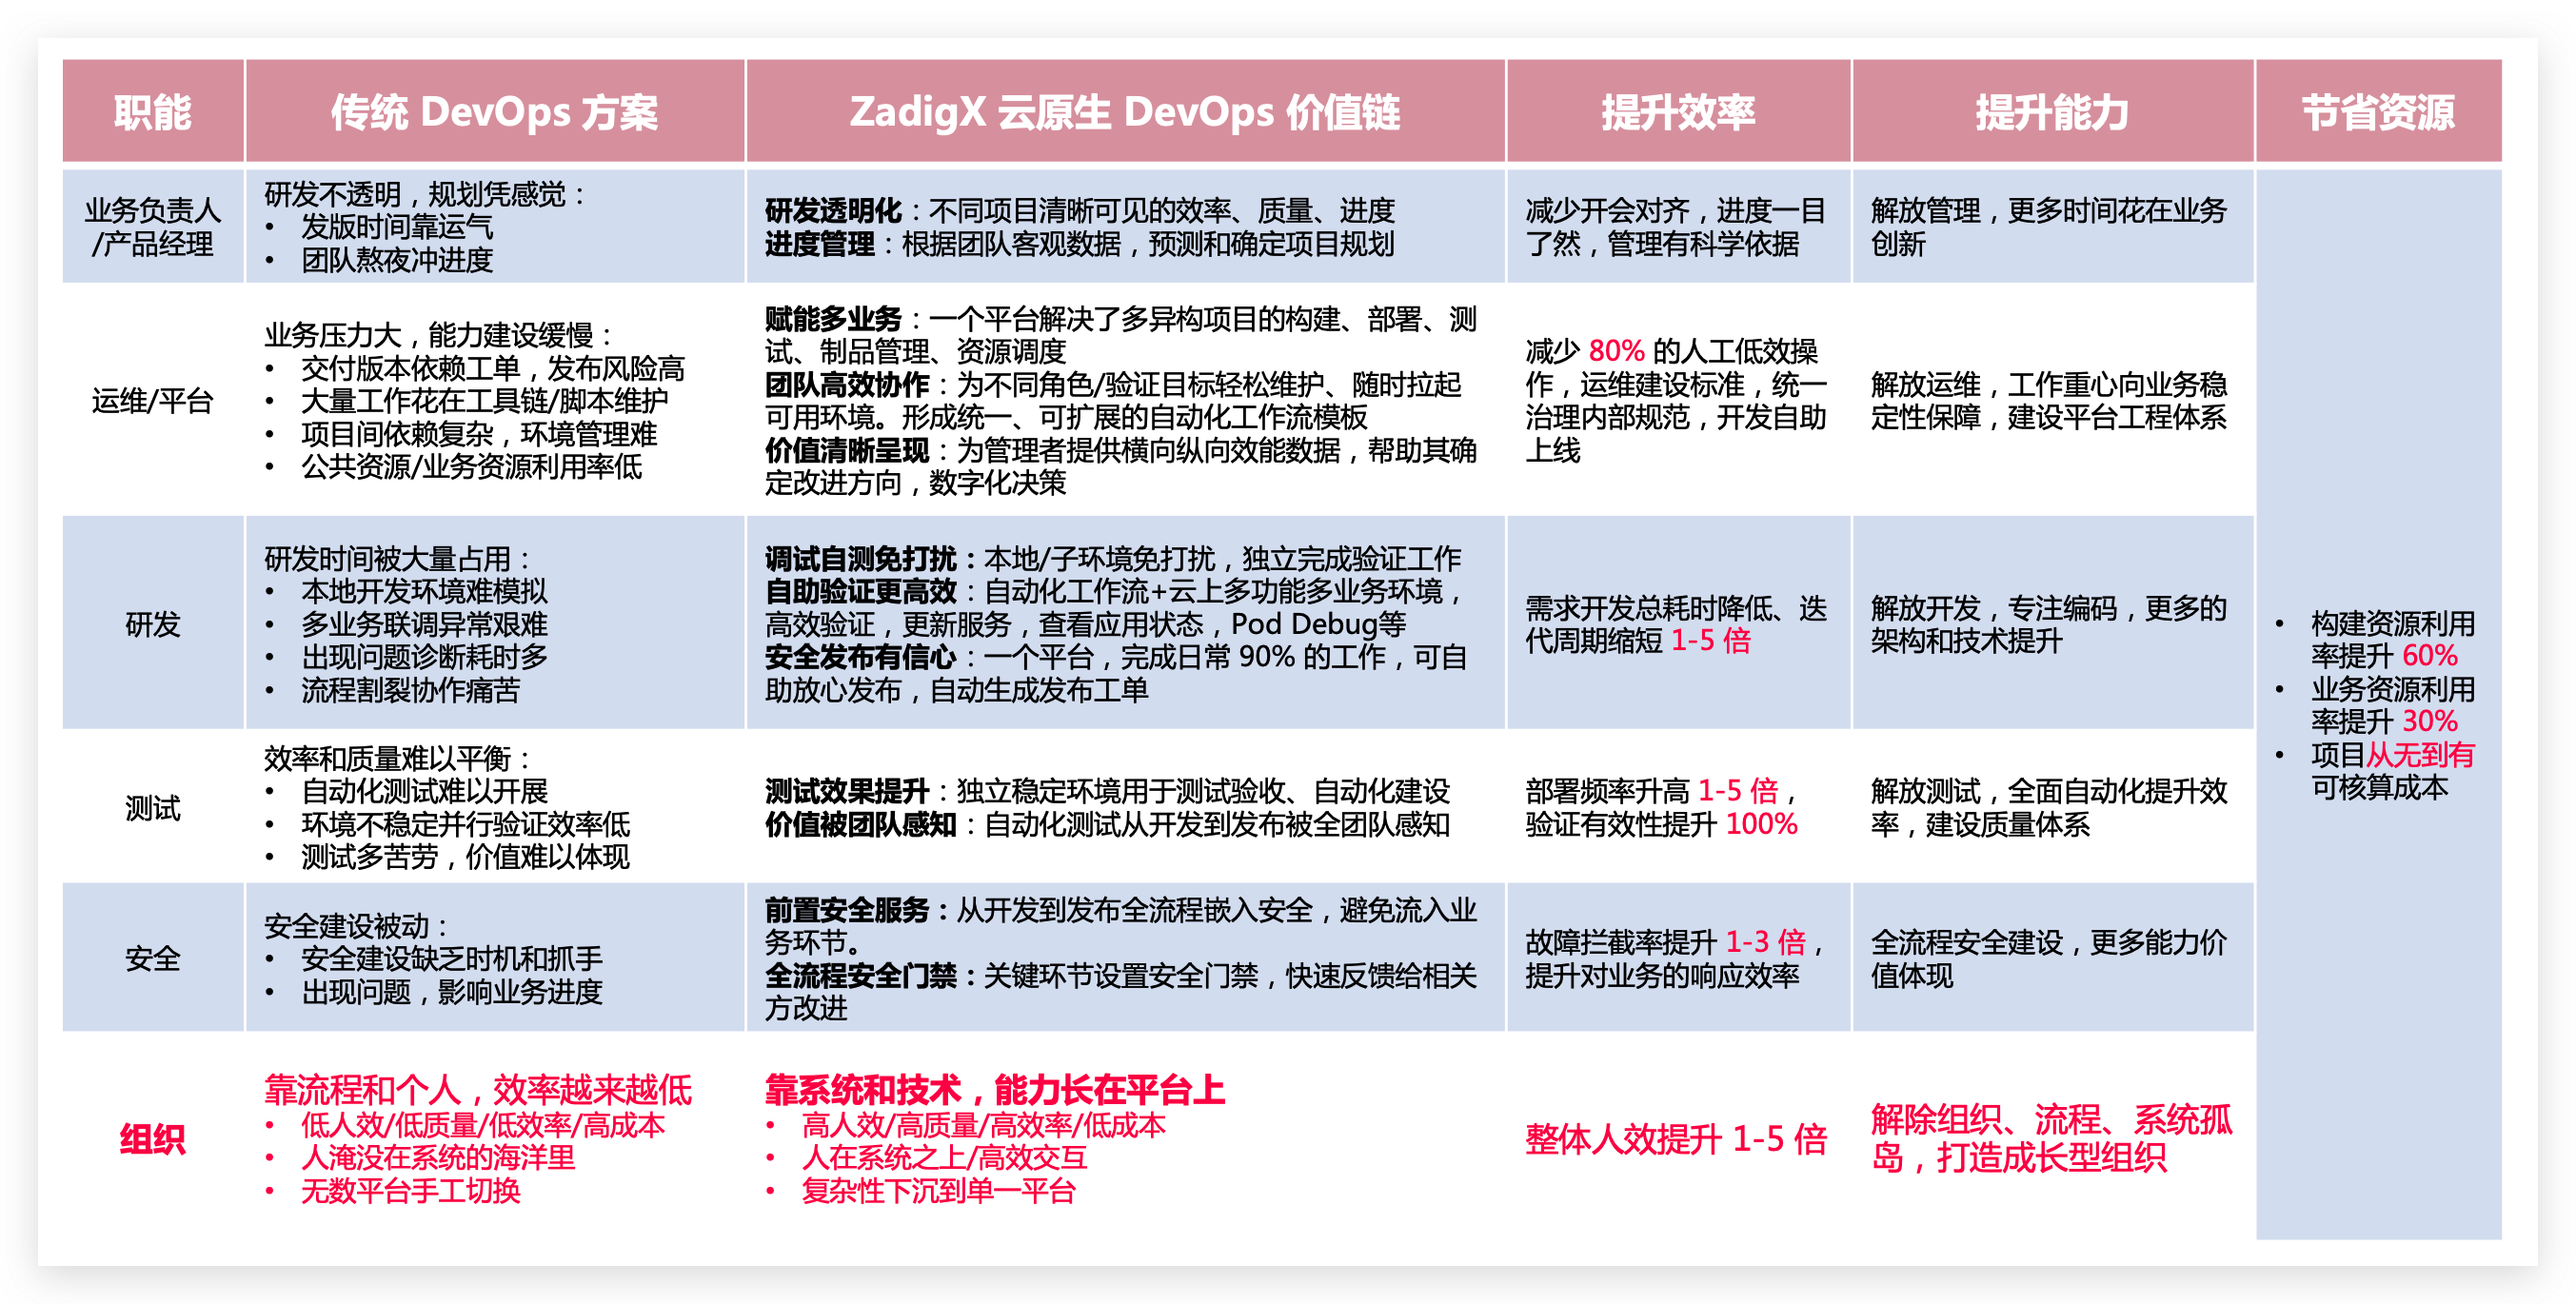 职能
传统 DevOps 方案
ZadigX 云原生 DevOps 价值链
提升效率
提升能力
节省资源
业务负责人
/产品经理
研发不透明，规划凭感觉：
• 发版时间靠运气
• 团队熬夜冲进度
研发透明化：不同项目清晰可见的效率、质量、进度
进度管理：根据团队客观数据，预测和确定项目规划
减少开会对齐，进度一目
了然，管理有科学依据
解放管理，更多时间花在业务
创新
运维/平台
业务压力大，能力建设缓慢：
• 交付版本依赖工单，发布风险高
• 大量工作花在工具链/脚本维护
• 项目间依赖复杂，环境管理难
• 公共资源/业务资源利用率低
赋能多业务：一个平台解决了多异构项目的构建、部署、测
试、制品管理、资源调度
团队高效协作：为不同角色/验证目标轻松维护、随时拉起
可用环境。形成统一、可扩展的自动化工作流模板
价值清晰呈现：为管理者提供横向纵向效能数据，帮助其确
定改进方向，数字化决策
减少 80% 的人工低效操
作，运维建设标准，统一
治理内部规范，开发自助
上线
解放运维，工作重心向业务稳
定性保障，建设平台工程体系
研发
研发时间被大量占用：
• 本地开发环境难模拟
• 多业务联调异常艰难
• 出现问题诊断耗时多
• 流程割裂协作痛苦
调试自测免打扰：本地/子环境免打扰，独立完成验证工作
自助验证更高效：自动化工作流+云上多功能多业务环境，
高效验证，更新服务，查看应用状态，Pod Debug等
安全发布有信心：一个平台，完成日常 90% 的工作，可自
助放心发布，自动生成发布工单
需求开发总耗时降低、迭
代周期缩短 1-5 倍
解放开发，专注编码，更多的
架构和技术提升
测试
效率和质量难以平衡：
• 自动化测试难以开展
• 环境不稳定并行验证效率低
• 测试多苦劳，价值难以体现
测试效果提升：独立稳定环境用于测试验收、自动化建设
价值被团队感知：自动化测试从开发到发布被全团队感知
部署频率升高 1-5 倍，
验证有效性提升 100%
解放测试，全面自动化提升效
率，建设质量体系
安全
安全建设被动：
• 安全建设缺乏时机和抓手
• 出现问题，影响业务进度
前置安全服务：从开发到发布全流程嵌入安全，避免流入业
务环节。
全流程安全门禁：关键环节设置安全门禁，快速反馈给相关
方改进
故障拦截率提升 1-3 倍，
提升对业务的响应效率
全流程安全建设，更多能力价
值体现
组织
靠流程和个人，效率越来越低
• 低人效/低质量/低效率/高成本
• 人淹没在系统的海洋里
• 无数平台手工切换
靠系统和技术，能力长在平台上
• 高人效/高质量/高效率/低成本
• 人在系统之上/高效交互
• 复杂性下沉到单一平台
整体人效提升 1-5 倍
解除组织、流程、系统孤
岛，打造成长型组织
• 构建资源利用
率提升 60%
• 业务资源利用
率提升 30%
• 项目从无到有
可核算成本